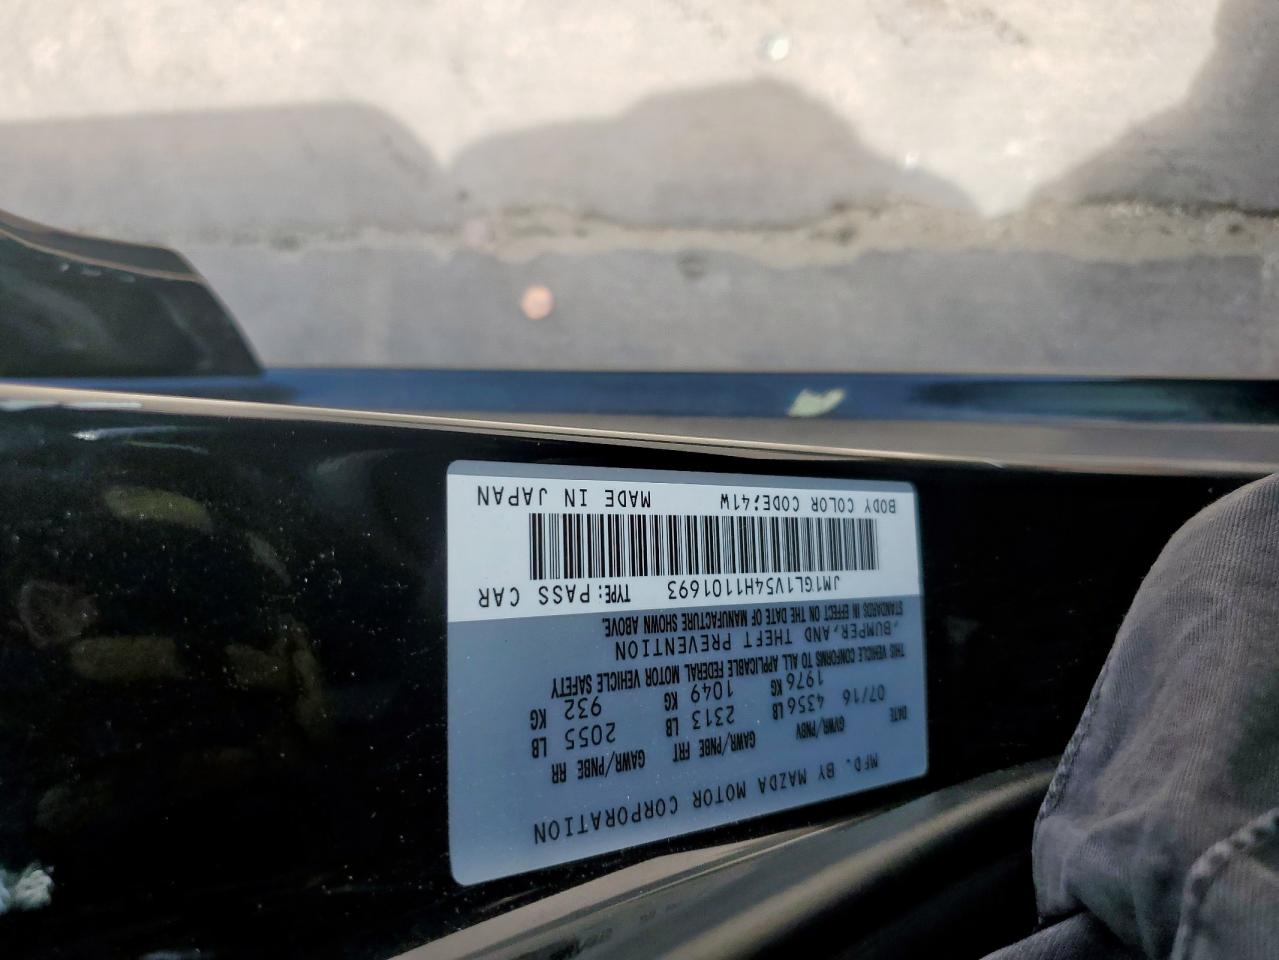 MFD. BY MAZDA MOTOR CORPORATION
DATE GVWR/PNBV GAWR/PNBE FRT GAWR/PNBE RR
07/16 4356 LB 2313 LB 2055 LB
1976 KG 1049 KG 932 KG
THIS VEHICLE CONFORMS TO ALL APPLICABLE FEDERAL MOTOR VEHICLE SAFETY
,BUMPER,AND THEFT PREVENTION
STANDARDS IN EFFECT ON THE DATE OF MANUFACTURE SHOWN ABOVE.
JM1GL1V54H1101693 TYPE:PASS CAR
BODY COLOR CODE:41W MADE IN JAPAN